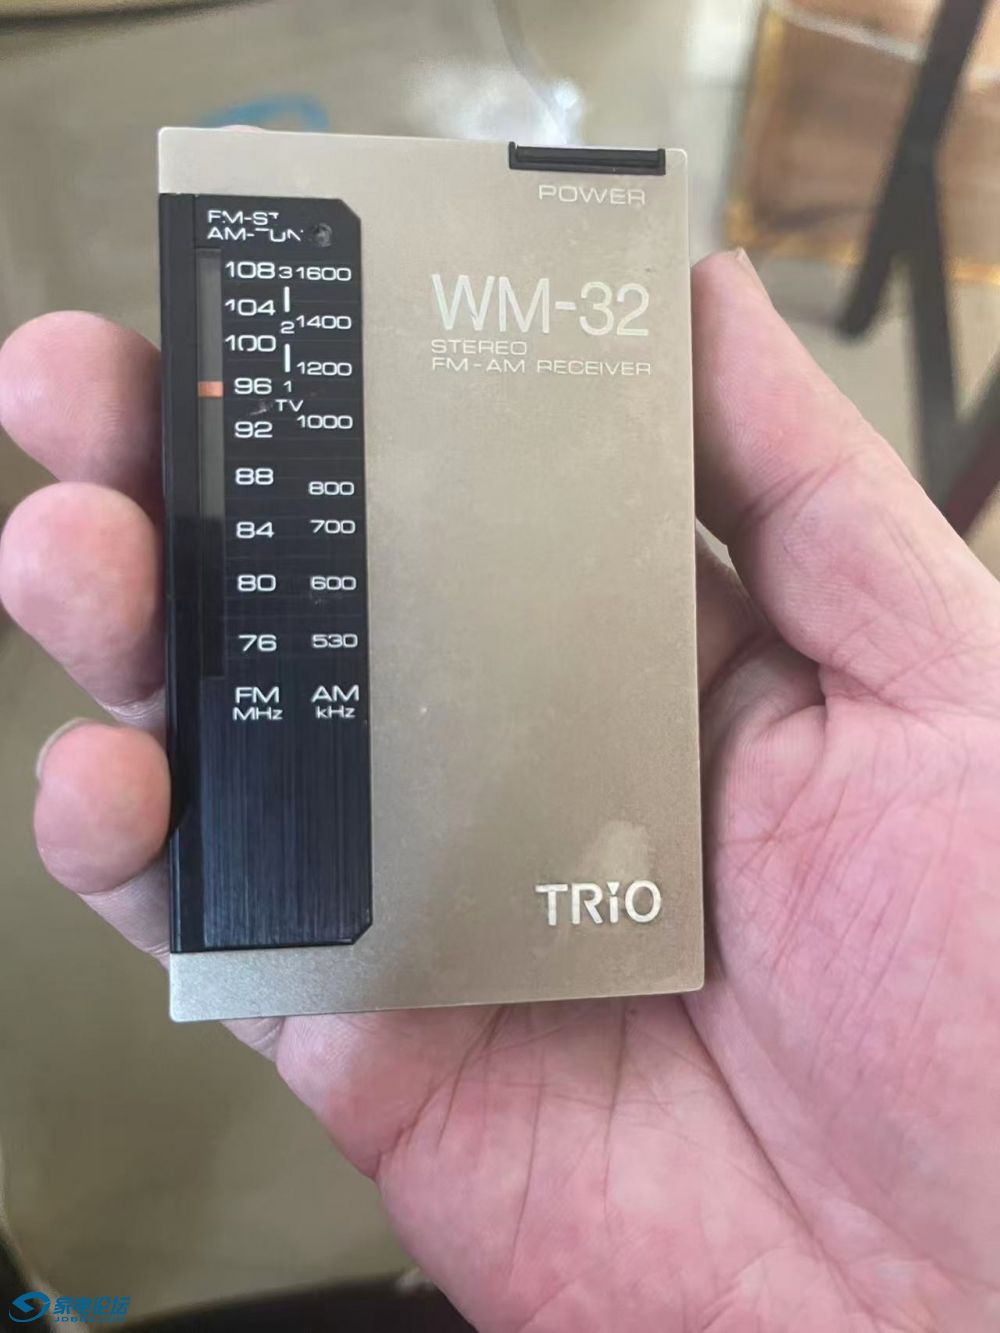 POWER
FM-ST
AM-TUN
WM-32
STEREO
FM-AM RECEIVER
108 3 1600
104
2 1400
100
1200
96 1
TV
92 1000
88
800
84 700
80 600
76 530
FM AM
MHz kHz
TRiO
家电论坛